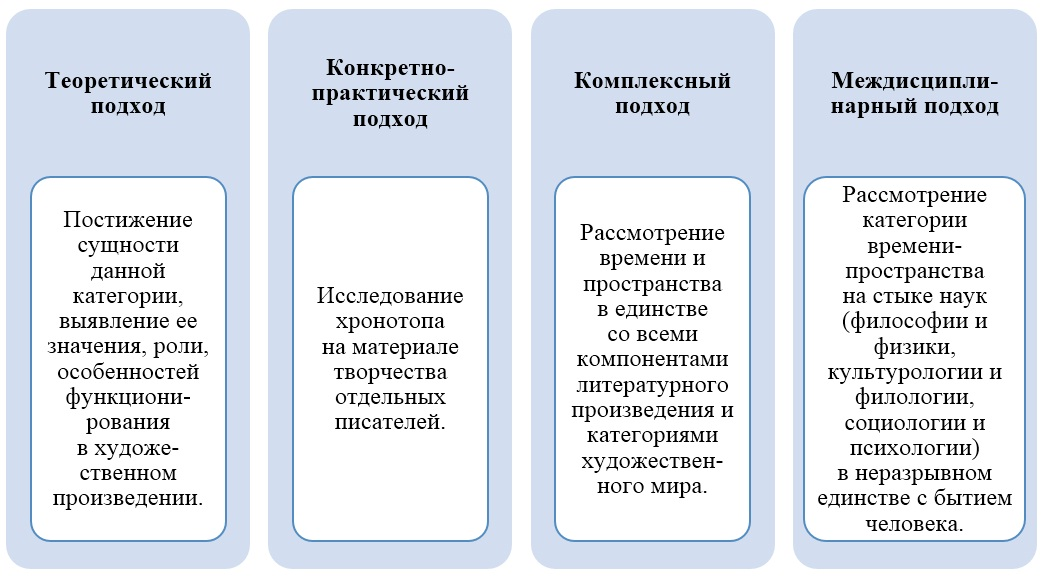 Теоретический
подход
Постижение
сущности
данной
категории,
выявление ее
значения, роли,
особенностей
функциони-
рования
в художе-
ственном
произведении.
Конкретно-
практический
подход
Исследование
хронотопа
на материале
творчества
отдельных
писателей.
Комплексный
подход
Рассмотрение
времени и
пространства
в единстве
со всеми
компонентами
литературного
произведения и
категориями
художествен-
ного мира.
Междисципли-
нарный подход
Рассмотрение
категории
времени-
пространства
на стыке наук
(философии и
физики,
культурологии и
филологии,
социологии и
психологии)
в неразрывном
единстве с бытием
человека.